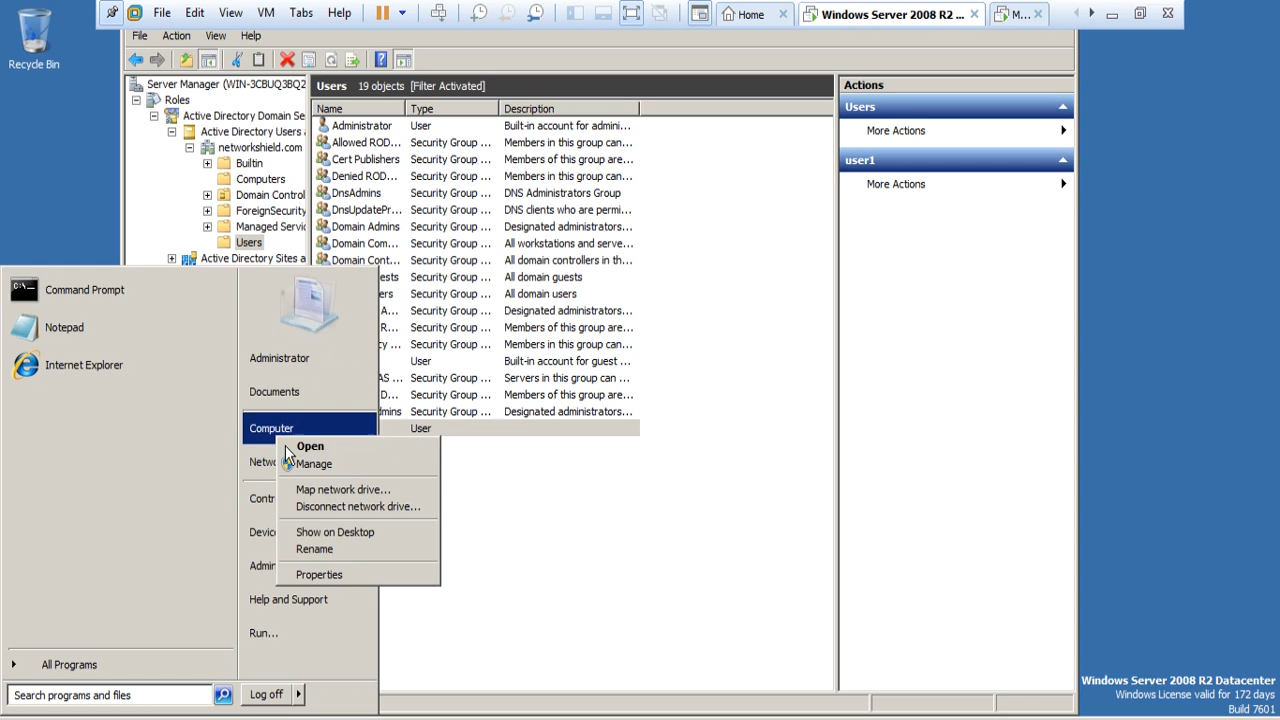 File Edit View VM Tabs Help
Home
Windows Server 2008 R2 ...
M...
Recycle Bin
File Action View Help
Server Manager (WIN-3CBUQ3BQ2
Roles
Active Directory Domain Se
Active Directory Users a
networkshield.com
Builtin
Computers
Domain Control
ForeignSecurity
Managed Servic
Users
Active Directory Sites a
Users 19 objects [Filter Activated]
Name Type Description
Administrator User Built-in account for admini...
Allowed ROD... Security Group ... Members in this group can...
Cert Publishers Security Group ... Members of this group are...
Denied ROD... Security Group ... Members in this group can...
DnsAdmins Security Group ... DNS Administrators Group
DnsUpdatePr... Security Group ... DNS clients who are permi...
Domain Admins Security Group ... Designated administrators...
Domain Com... Security Group ... All workstations and serve...
Domain Cont... Security Group ... All domain controllers in th...
ests Security Group ... All domain guests
ers Security Group ... All domain users
A... Security Group ... Designated administrators...
R... Security Group ... Members of this group are...
cy ... Security Group ... Members in this group can...
User Built-in account for guest ...
AS ... Security Group ... Servers in this group can ...
D... Security Group ... Members of this group are...
dmins Security Group ... Designated administrators...
User
Actions
Users
More Actions
user1
More Actions
Command Prompt
Notepad
Internet Explorer
All Programs
Search programs and files
Administrator
Documents
Computer
Netwo
Contr
Device
Admin
Help and Support
Run...
Log off
Open
Manage
Map network drive...
Disconnect network drive...
Show on Desktop
Rename
Properties
Windows Server 2008 R2 Datacenter
Windows License valid for 172 days
Build 7601